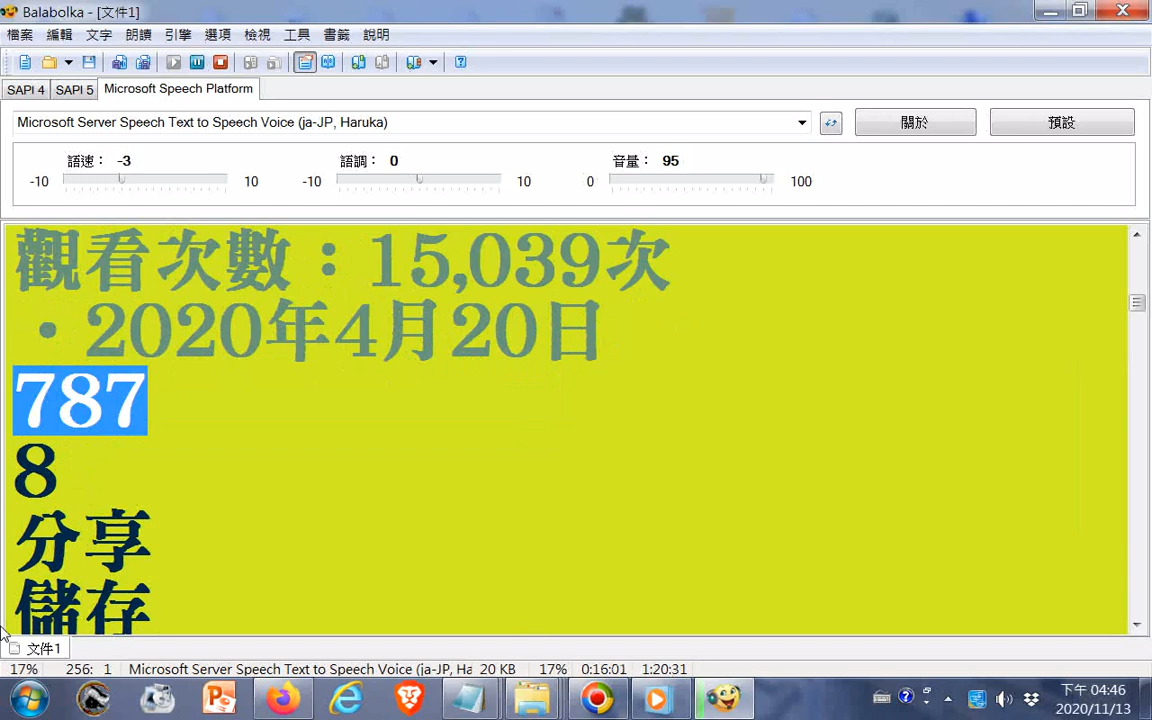 Balabolka - [文件1]
檔案 編輯 文字 朗讀 引擎 選項 檢視 工具 書籤 說明
SAPI 4 SAPI 5 Microsoft Speech Platform
Microsoft Server Speech Text to Speech Voice (ja-JP, Haruka) 關於 預設
語速： -3 語調： 0 音量： 95
-10 10 -10 10 0 100
觀看次數：15,039次
•2020年4月20日
787
8
分享
儲存
文件1
17% 256: 1 Microsoft Server Speech Text to Speech Voice (ja-JP, Ha 20 KB 17% 0:16:01 1:20:31
下午 04:46
2020/11/13